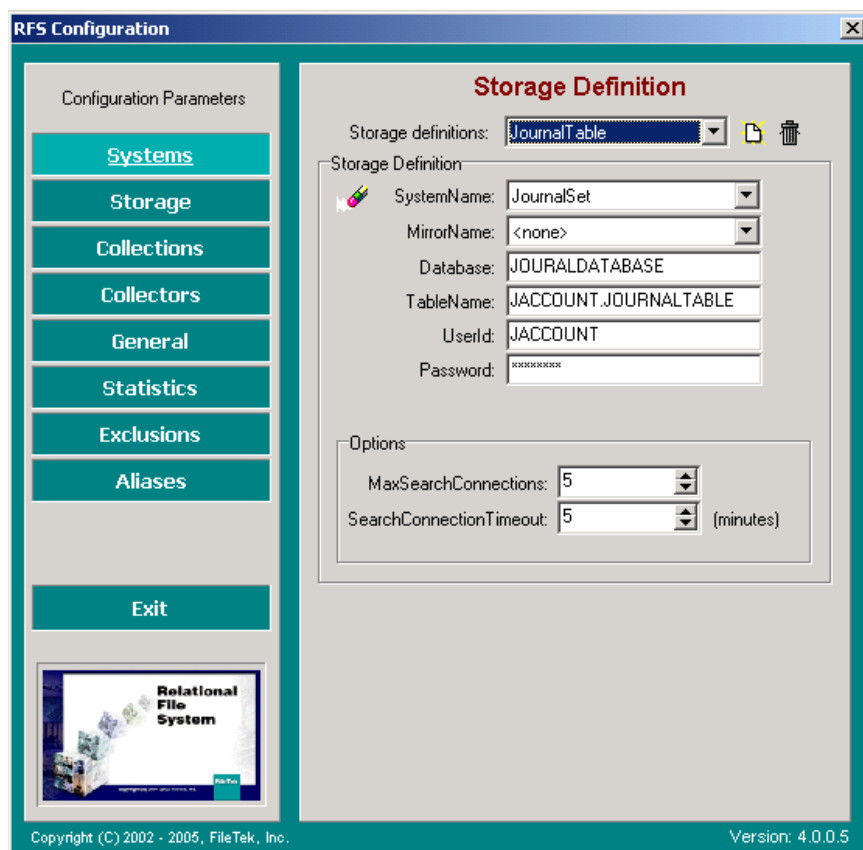 RFS Configuration
Configuration Parameters
Systems
Storage
Collections
Collectors
General
Statistics
Exclusions
Aliases
Exit
Relational
File
System
FileTek
Copyright (C) 2002 - 2005, FileTek, Inc.
Storage Definition
Storage definitions: JournalTable
Storage Definition
SystemName: JournalSet
MirrorName: <none>
Database: JOURALDATABASE
TableName: JACCOUNT.JOURNALTABLE
UserId: JACCOUNT
Password: ********
Options
MaxSearchConnections: 5
SearchConnectionTimeout: 5 (minutes)
Version: 4.0.0.5